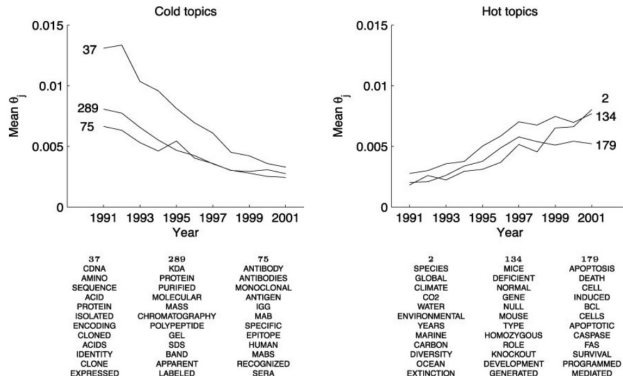 Cold topics
0.015
37
0.01
Mean θj
289
75
0.005
0
1991 1993 1995 1997 1999 2001
Year
37 289 75
CDNA KDA ANTIBODY
AMINO PROTEIN ANTIBODIES
SEQUENCE PURIFIED MONOCLONAL
ACID MOLECULAR ANTIGEN
PROTEIN MASS IGG
ISOLATED CHROMATOGRAPHY MAB
ENCODING POLYPEPTIDE SPECIFIC
CLONED GEL EPITOPE
ACIDS SDS HUMAN
IDENTITY BAND MABS
CLONE APPARENT RECOGNIZED
EXPRESSED LABELED SERA
Hot topics
0.015
0.01
2
134
Mean θj
0.005
179
0
1991 1993 1995 1997 1999 2001
Year
2 134 179
SPECIES MICE APOPTOSIS
GLOBAL DEFICIENT DEATH
CLIMATE NORMAL CELL
CO2 GENE INDUCED
WATER NULL BCL
ENVIRONMENTAL MOUSE CELLS
YEARS TYPE APOPTOTIC
MARINE HOMOZYGOUS CASPASE
CARBON ROLE FAS
DIVERSITY KNOCKOUT SURVIVAL
OCEAN DEVELOPMENT PROGRAMMED
EXTINCTION GENERATED MEDIATED